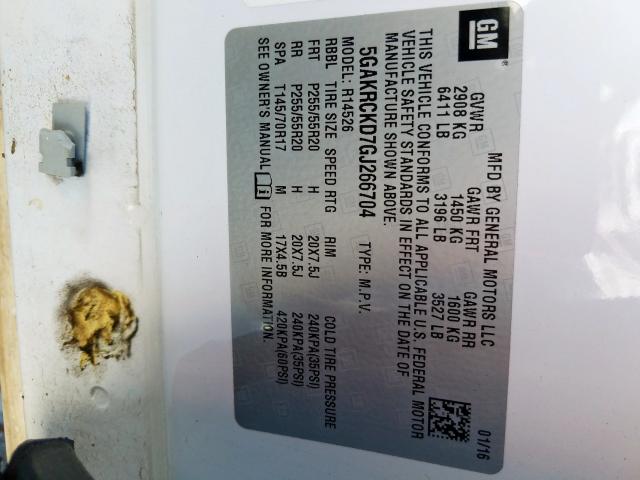 GM
MFD BY GENERAL MOTORS LLC
01/16
GVWR GAWR FRT GAWR RR
2908 KG 1450 KG 1600 KG
6411 LB 3196 LB 3527 LB
THIS VEHICLE CONFORMS TO ALL APPLICABLE U.S. FEDERAL MOTOR
VEHICLE SAFETY STANDARDS IN EFFECT ON THE DATE OF
MANUFACTURE SHOWN ABOVE.
5GAKRCKD7GJ266704 TYPE: M.P.V.
MODEL: R14526
RBBL TIRE SIZE SPEED RTG RIM COLD TIRE PRESSURE
FRT P255/55R20 H 20X7.5J 240KPA(35PSI)
RR P255/55R20 H 20X7.5J 240KPA(35PSI)
SPA T145/70R17 M 17X4.5B 420KPA(60PSI)
SEE OWNER'S MANUAL FOR MORE INFORMATION.